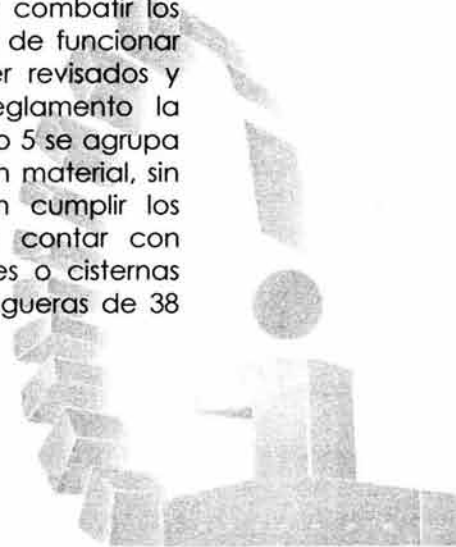 combatir los
de funcionar
er revisados y
eglamento la
o 5 se agrupa
n material, sin
n cumplir los
contar con
es o cisternas
gueras de 38